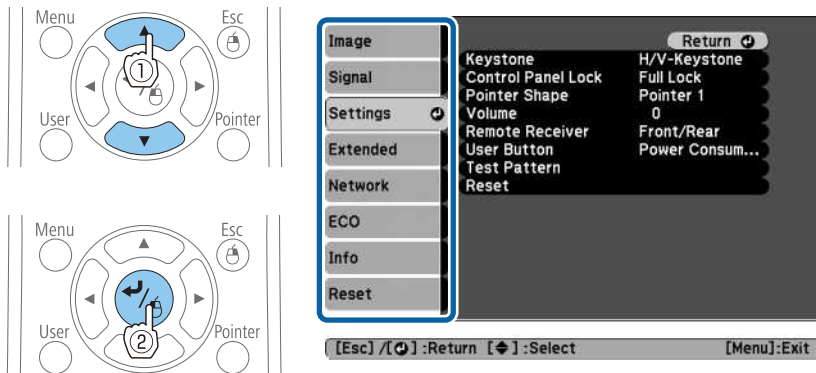 Menu
Esc
1
User
Pointer
Menu
Esc
User
Pointer
2
Image
Signal
Settings
Extended
Network
ECO
Info
Reset
Return
Keystone H/V-Keystone
Control Panel Lock Full Lock
Pointer Shape Pointer 1
Volume 0
Remote Receiver Front/Rear
User Button Power Consum...
Test Pattern
Reset
[Esc] /[ ] :Return [ ] :Select [Menu]:Exit